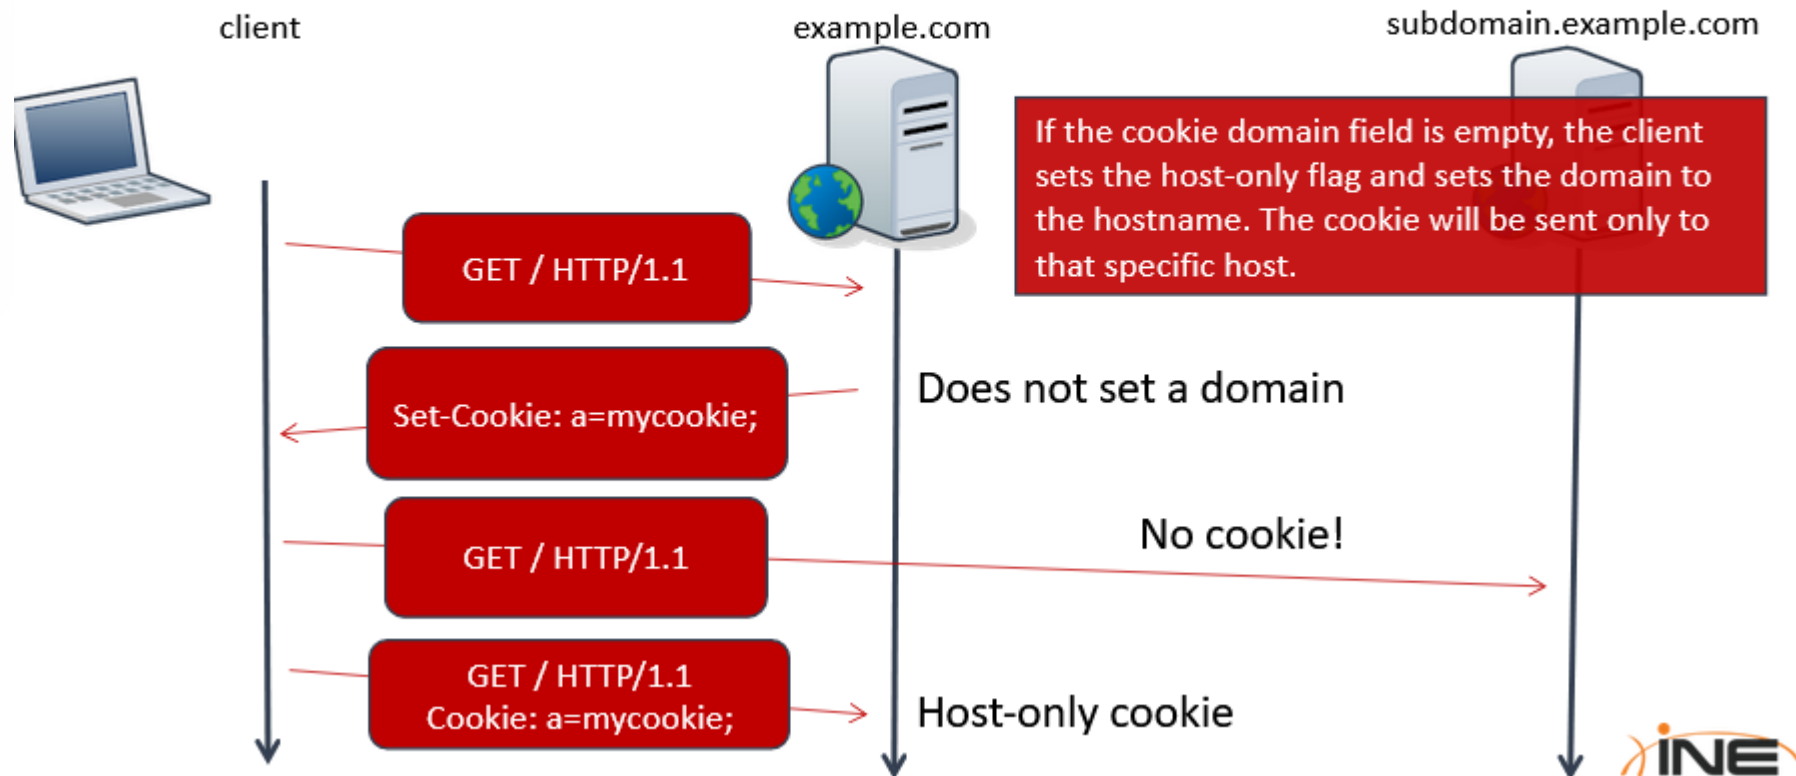 client
example.com
subdomain.example.com
If the cookie domain field is empty, the client
sets the host-only flag and sets the domain to
the hostname. The cookie will be sent only to
that specific host.
GET / HTTP/1.1
Set-Cookie: a=mycookie;
Does not set a domain
GET / HTTP/1.1
No cookie!
GET / HTTP/1.1
Cookie: a=mycookie;
Host-only cookie
iNE